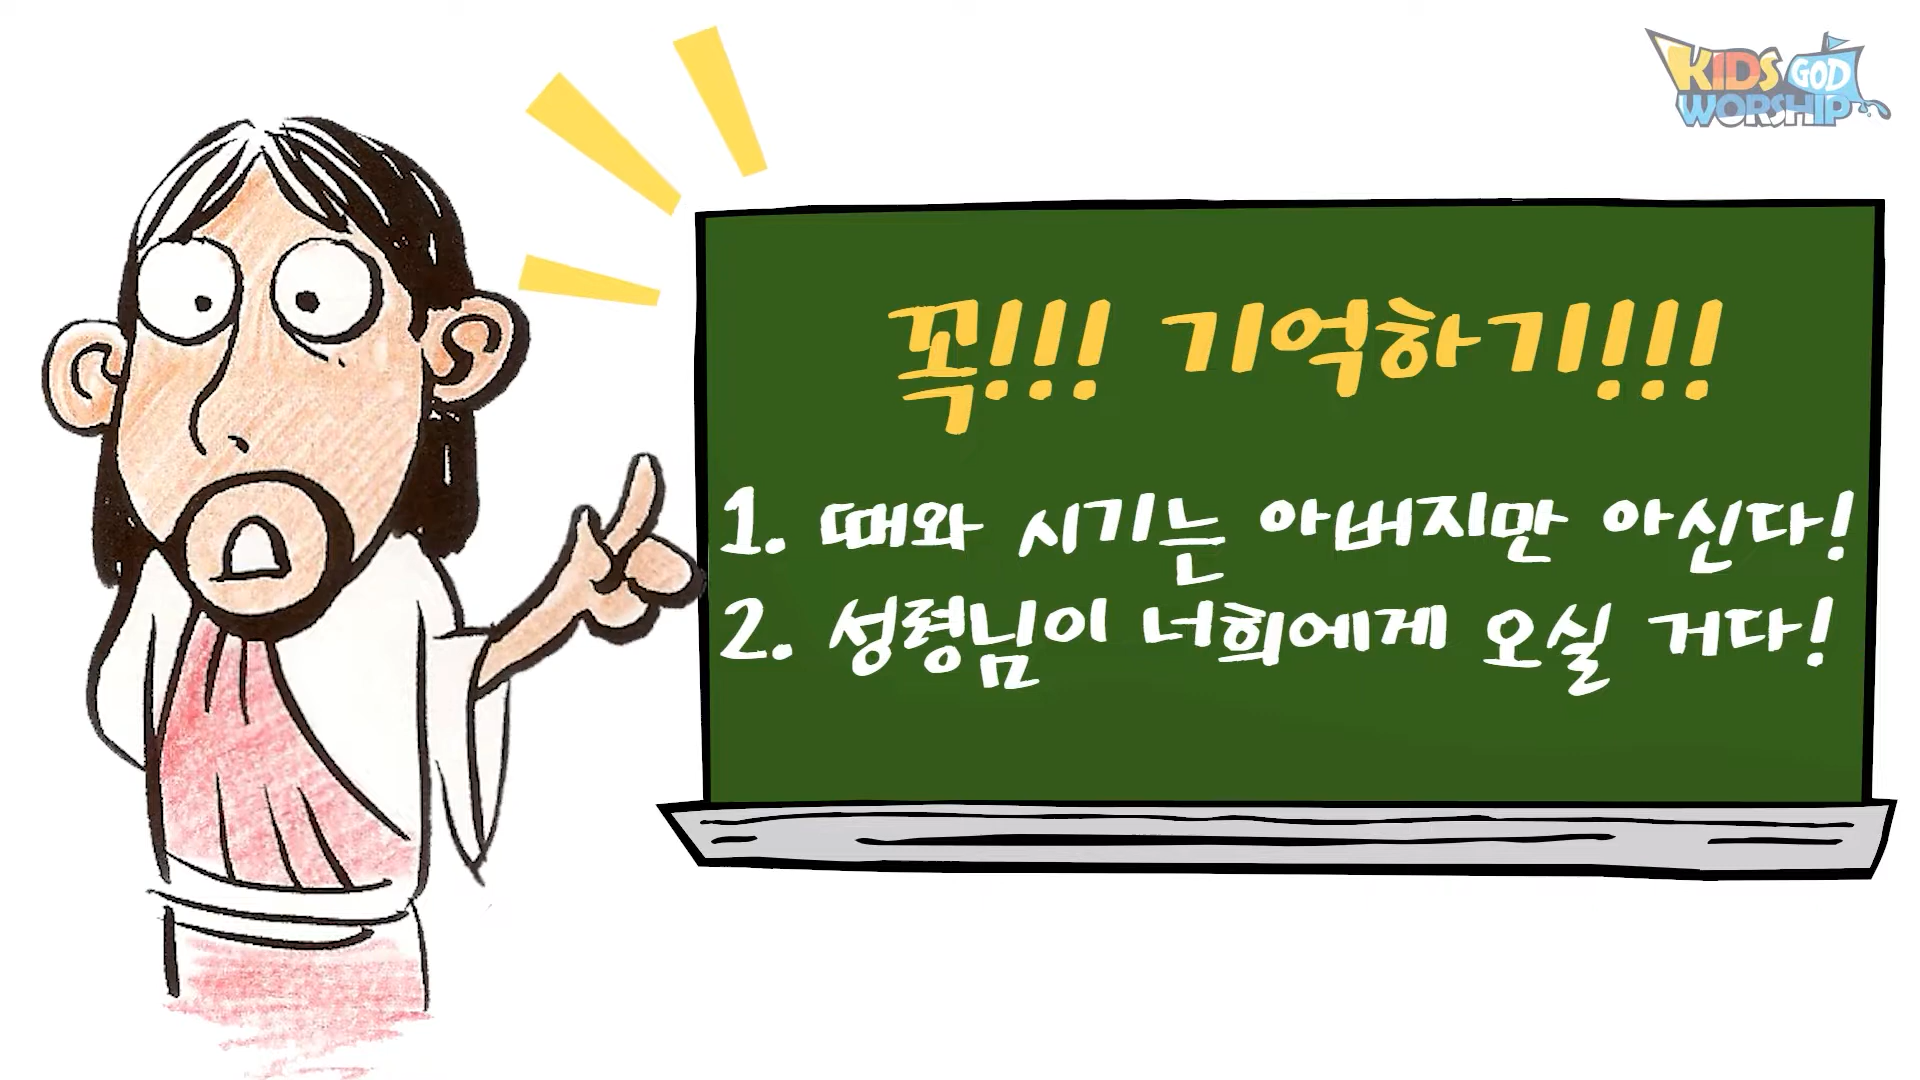 KIDS GOD
WORSHIP
꼭!!! 기억하기!!!
1. 때와 시기는 아버지만 아신다!
2. 성령님이 너희에게 오실 거다!